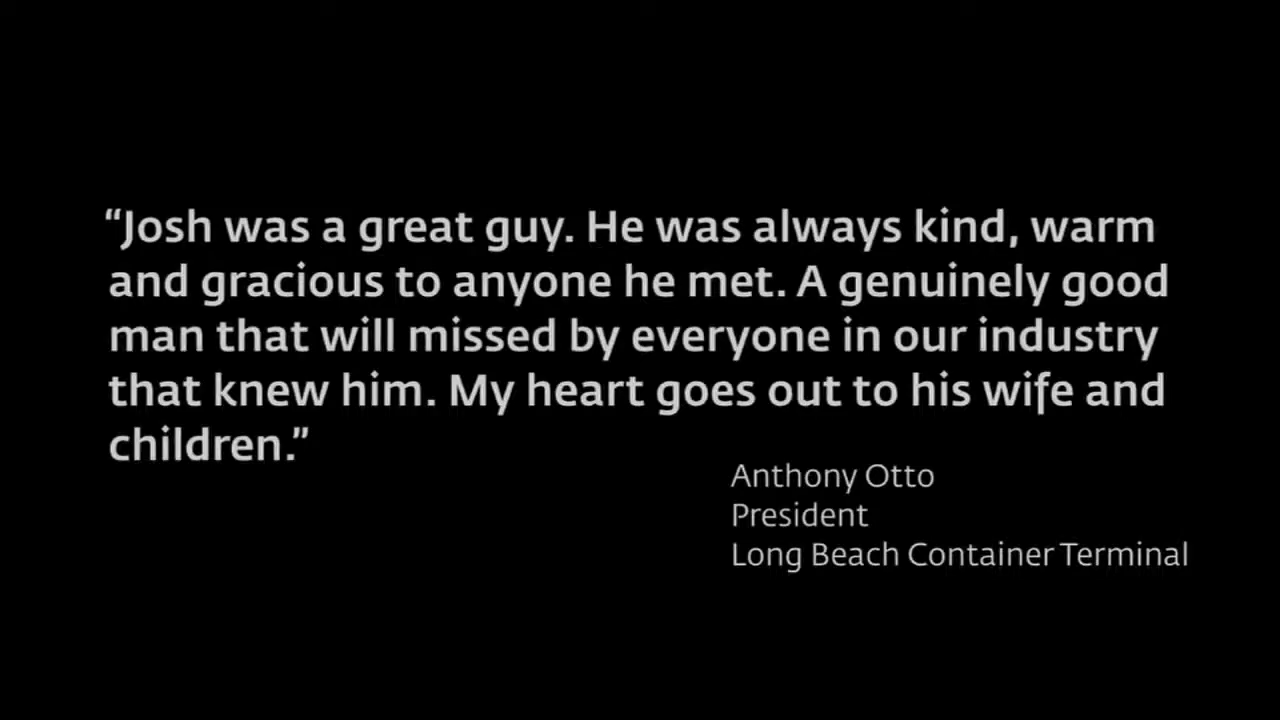 “Josh was a great guy. He was always kind, warm
and gracious to anyone he met. A genuinely good
man that will missed by everyone in our industry
that knew him. My heart goes out to his wife and
children.”
Anthony Otto
President
Long Beach Container Terminal